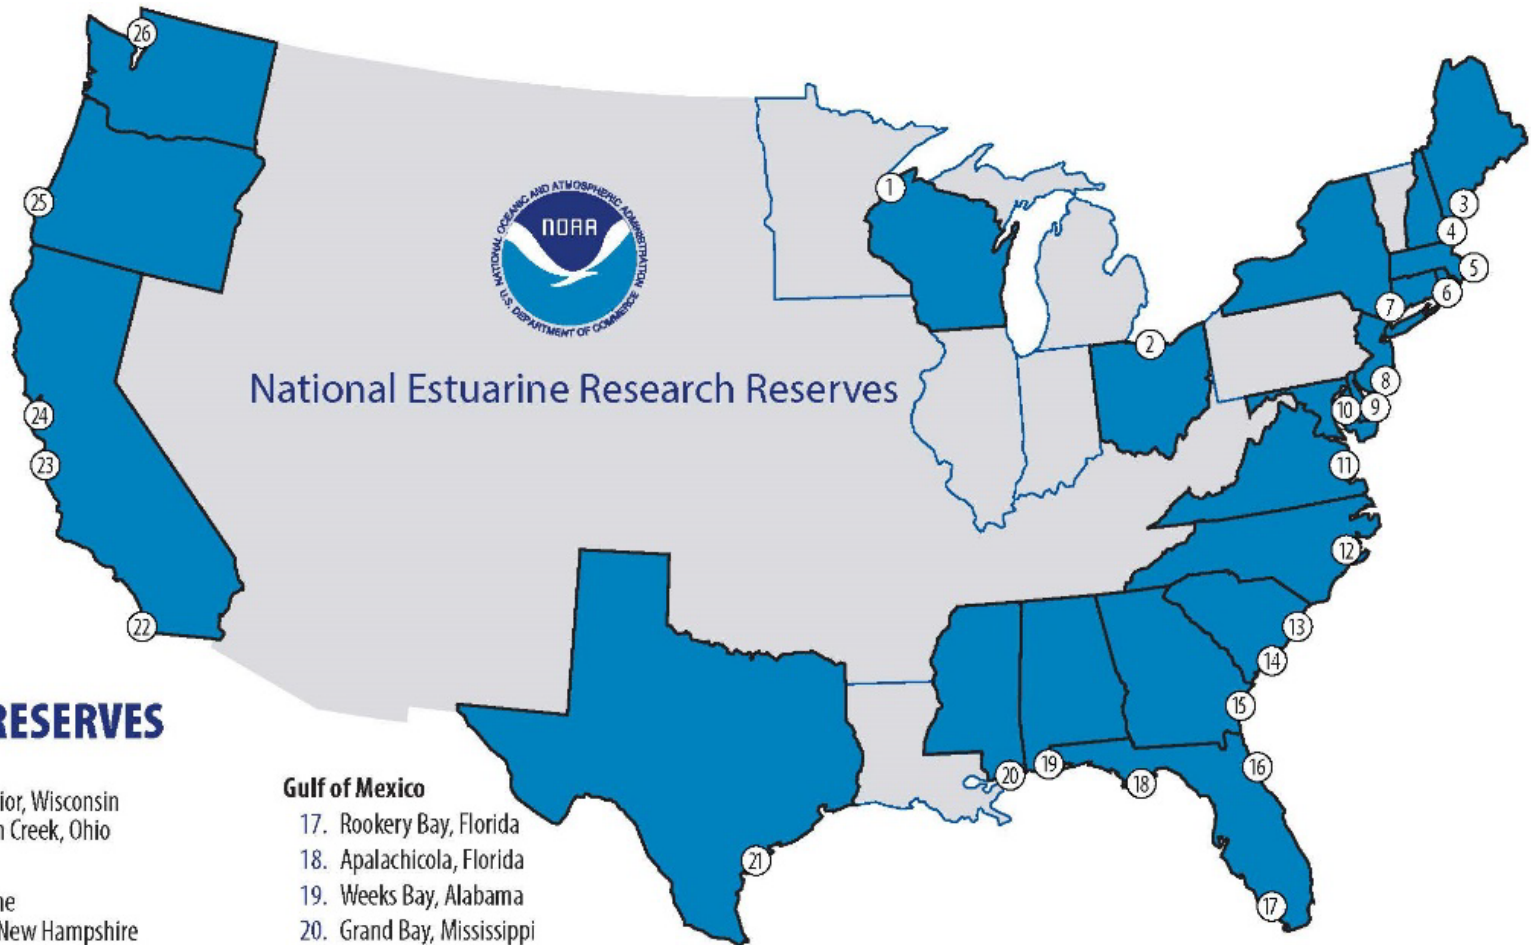 26
1
25
3
4
5
6
7
2
NATIONAL OCEANIC AND ATMOSPHERIC ADMINISTRATION
NOAA
U.S. DEPARTMENT OF COMMERCE
National Estuarine Research Reserves
8
9
10
24
23
11
12
22
13
14
15
16
20
19
18
21
17
RESERVES
ior, Wisconsin
n Creek, Ohio
ne
New Hampshire
Gulf of Mexico
17. Rookery Bay, Florida
18. Apalachicola, Florida
19. Weeks Bay, Alabama
20. Grand Bay, Mississippi